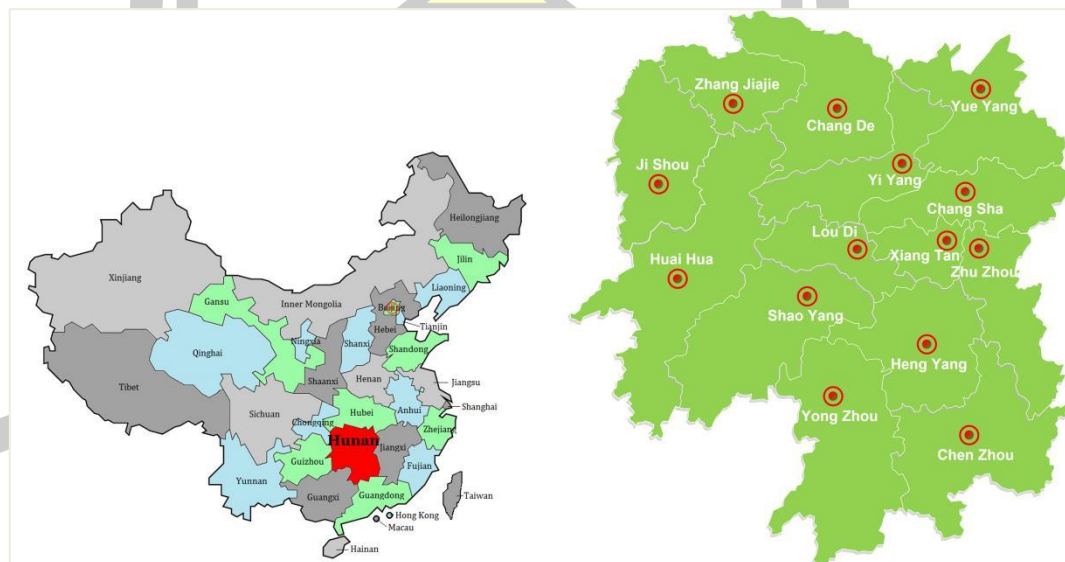 Heilongjiang
Jilin
Xinjiang
Liaoning
Inner Mongolia
Gansu
Hebei
Tianjin
Ningxia
Shanxi
Qinghai
Shandong
Shaanxi
Henan
Jiangsu
Tibet
Sichuan
Anhui
Shanghai
Hubei
Chongqing
Zhejiang
Hunan
Jiangxi
Guizhou
Fujian
Yunnan
Guangxi
Guangdong
Taiwan
Hong Kong
Macau
Hainan
Zhang Jiajie
Yue Yang
Chang De
Ji Shou
Yi Yang
Chang Sha
Lou Di
Xiang Tan
Zhu Zhou
Huai Hua
Shao Yang
Heng Yang
Yong Zhou
Chen Zhou